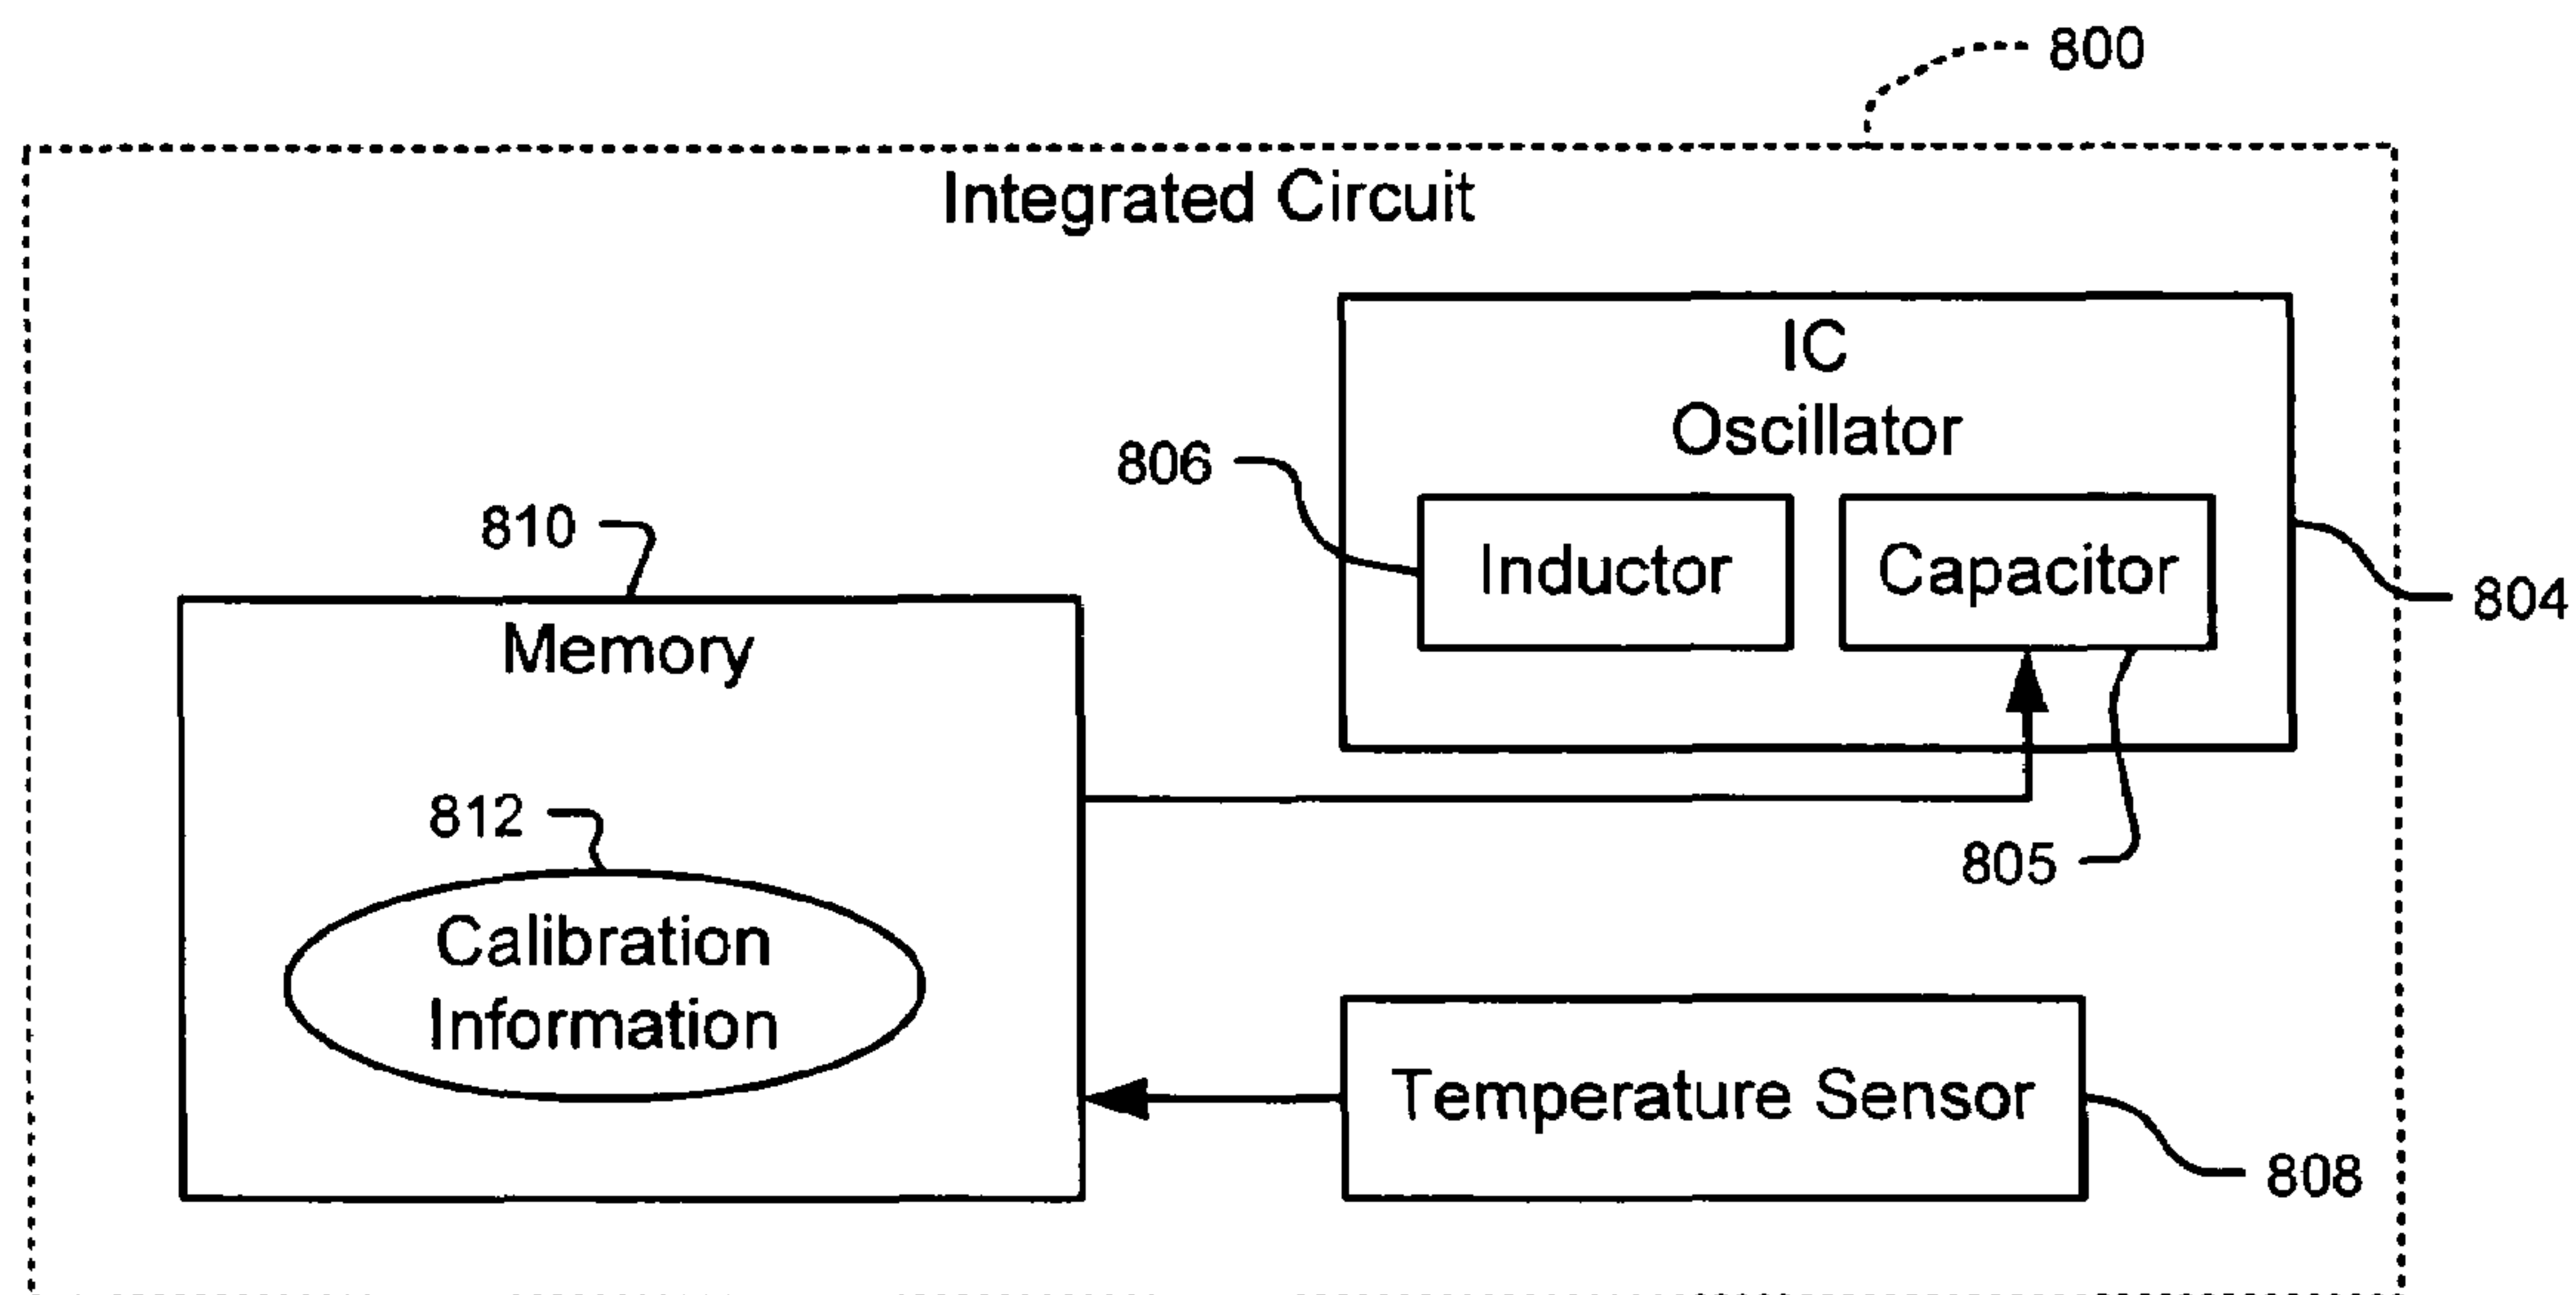 800
Integrated Circuit
IC
Oscillator
806
Inductor
Capacitor
804
810
Memory
805
812
Calibration
Information
Temperature Sensor
808